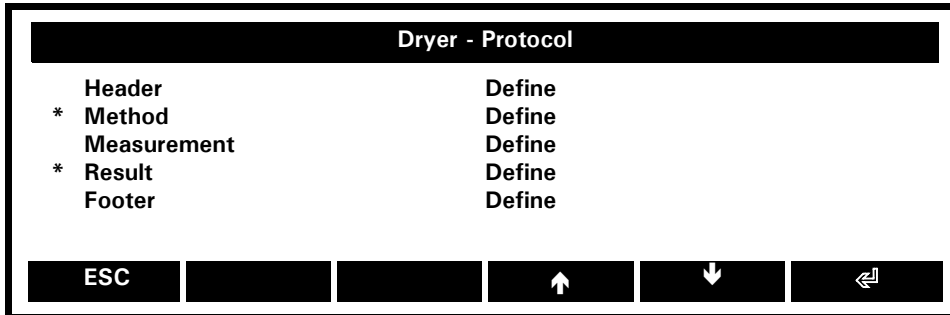 Dryer - Protocol
Header Define
* Method Define
Measurement Define
* Result Define
Footer Define
ESC ↑ ↓ ↵